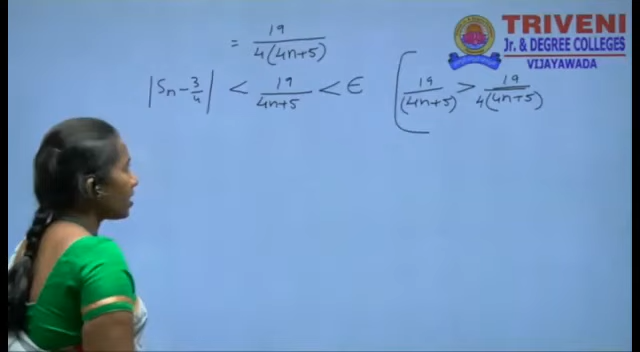 = 19/4(4n+5)
|Sn - 3/4| < 19/4n+5 < ε [ 19/(4n+5) > 19/4(4n+5)
TRIVENI
Jr. & DEGREE COLLEGES
VIJAYAWADA